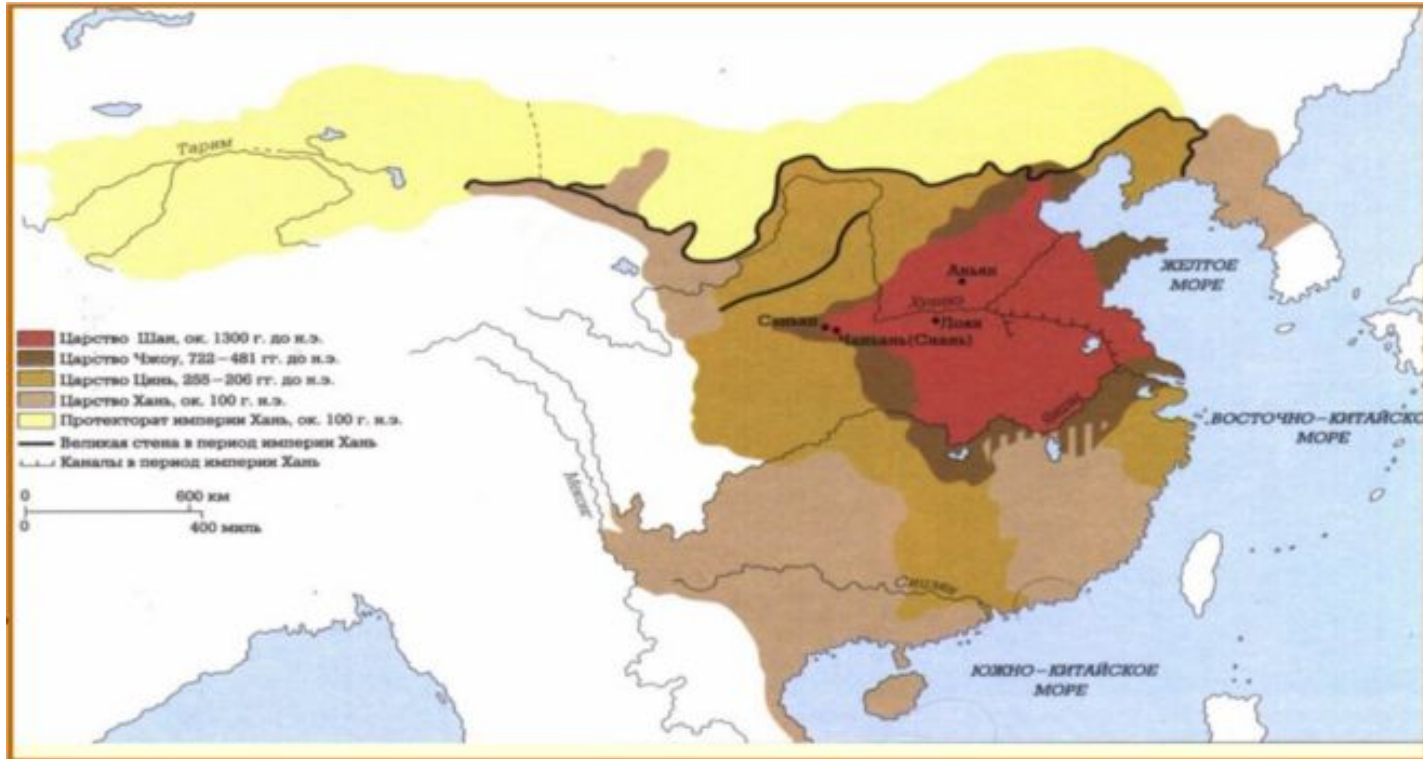 Тарим
Аньян
ЖЕЛТОЕ
МОРЕ
Хуанхэ
Саньян
Лоян
Чанъань(Сиань)
Царство Шан, ок. 1300 г. до н.э.
Царство Чжоу, 722–481 гг. до н.э.
Царство Цинь, 255–206 гг. до н.э.
Царство Хань, ок. 100 г. н.э.
Протекторат империи Хань, ок. 100 г. н.э.
Великая стена в период империи Хань
Каналы в период империи Хань
ВОСТОЧНО–КИТАЙСКО
МОРЕ
0 600 км
0 400 миль
Меконг
Сицзян
ЮЖНО–КИТАЙСКОЕ
МОРЕ